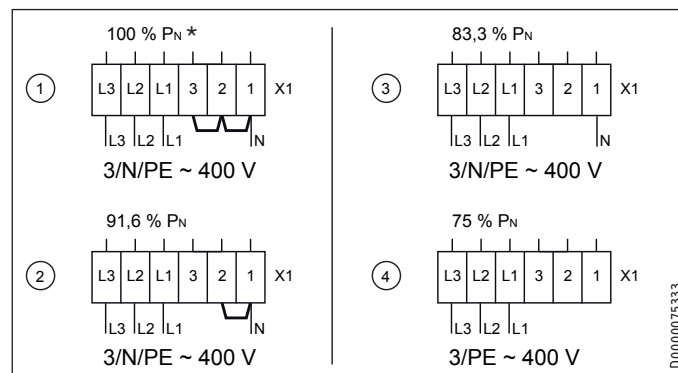 100 % PN *
1
L3 L2 L1 3 2 1 X1
L3 L2 L1 N
3/N/PE ~ 400 V
91,6 % PN
2
L3 L2 L1 3 2 1 X1
L3 L2 L1 N
3/N/PE ~ 400 V
83,3 % PN
3
L3 L2 L1 3 2 1 X1
L3 L2 L1 N
3/N/PE ~ 400 V
75 % PN
4
L3 L2 L1 3 2 1 X1
L3 L2 L1
3/PE ~ 400 V
D0000075333